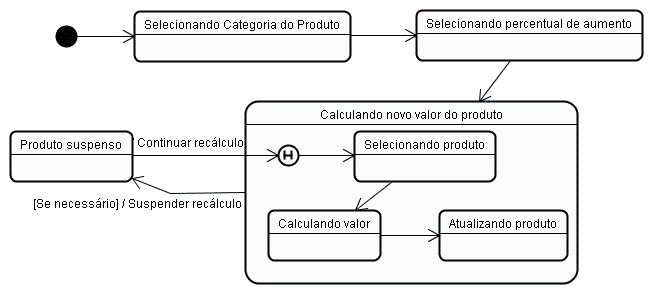 Selecionando Categoria do Produto
Selecionando percentual de aumento
Calculando novo valor do produto
Produto suspenso
Continuar recálculo
H
Selecionando produto
[Se necessário] / Suspender recálculo
Calculando valor
Atualizando produto